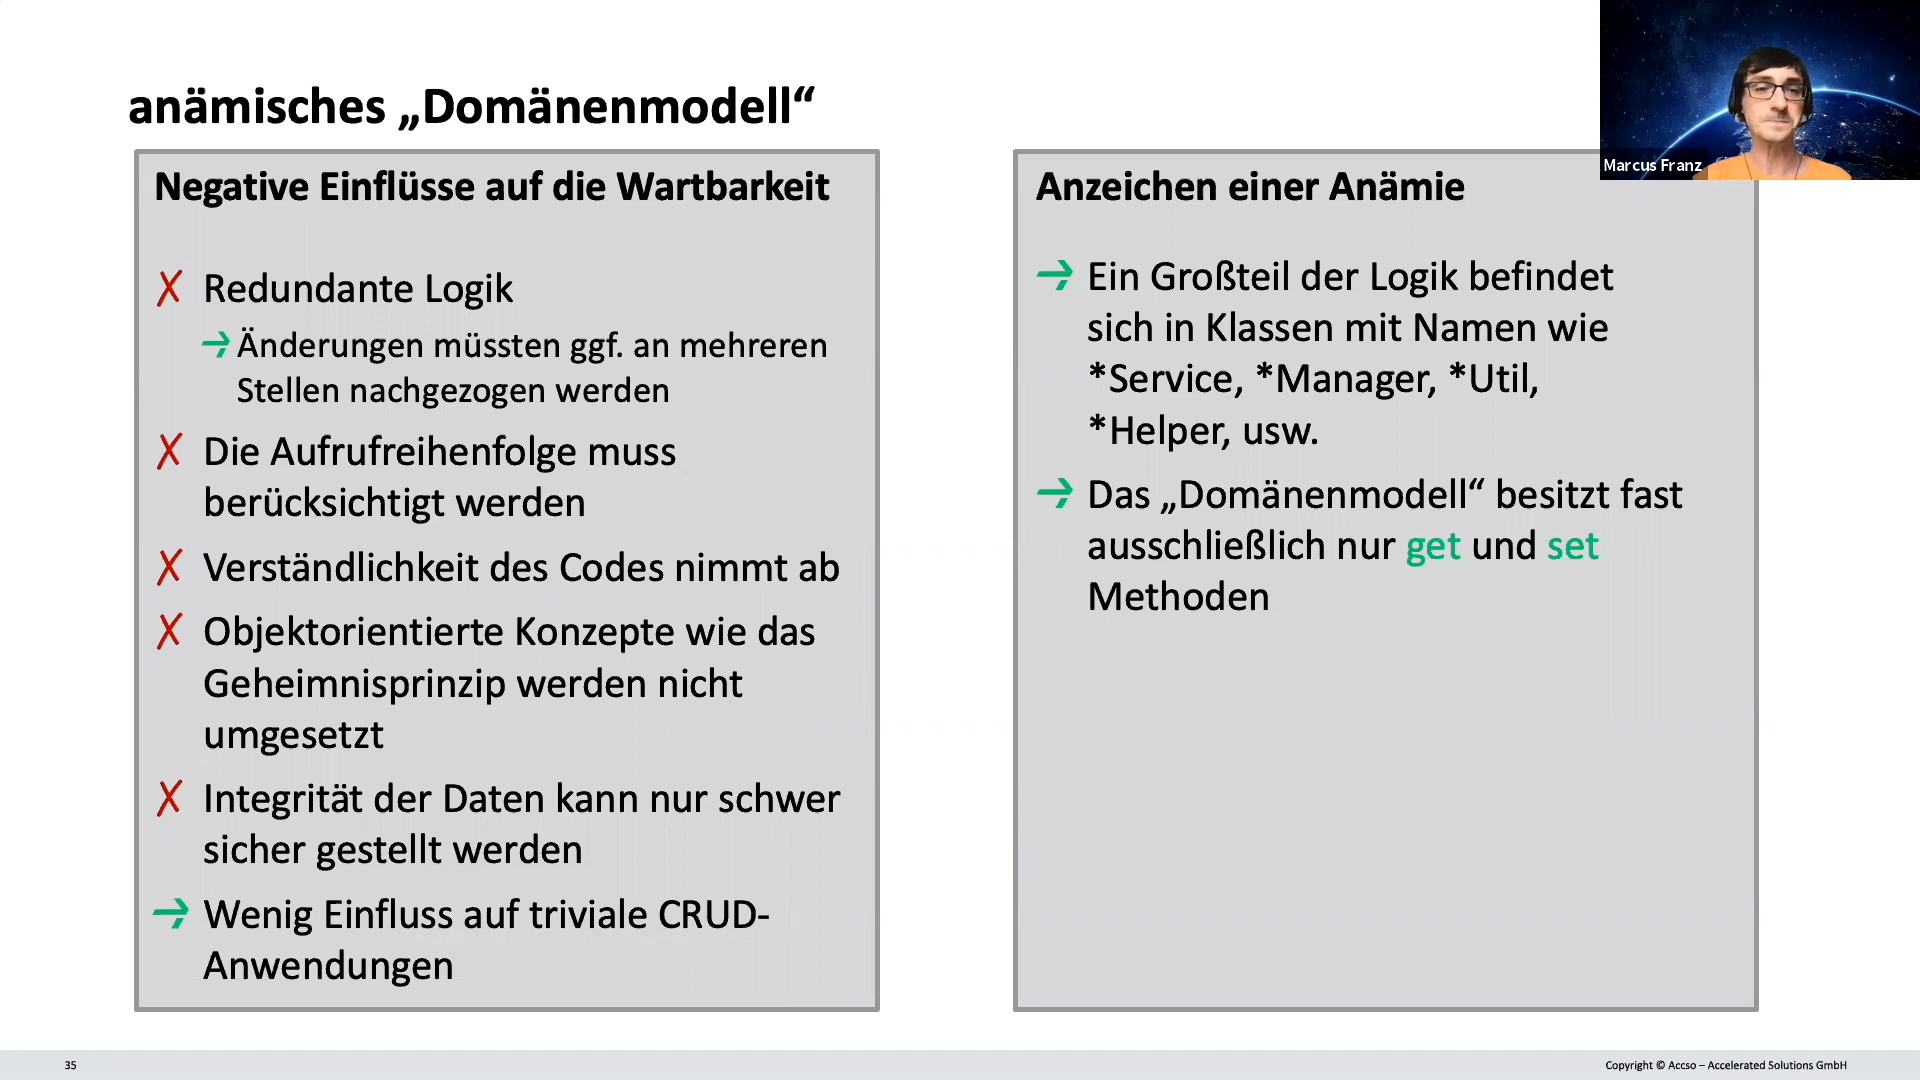 anämisches „Domänenmodell“
Negative Einflüsse auf die Wartbarkeit
Redundante Logik
Änderungen müssten ggf. an mehreren
Stellen nachgezogen werden
Die Aufrufreihenfolge muss
berücksichtigt werden
Verständlichkeit des Codes nimmt ab
Objektorientierte Konzepte wie das
Geheimnisprinzip werden nicht
umgesetzt
Integrität der Daten kann nur schwer
sicher gestellt werden
Wenig Einfluss auf triviale CRUD-
Anwendungen
Anzeichen einer Anämie
Ein Großteil der Logik befindet
sich in Klassen mit Namen wie
*Service, *Manager, *Util,
*Helper, usw.
Das „Domänenmodell“ besitzt fast
ausschließlich nur get und set
Methoden
Marcus Franz
35
Copyright © Accso – Accelerated Solutions GmbH